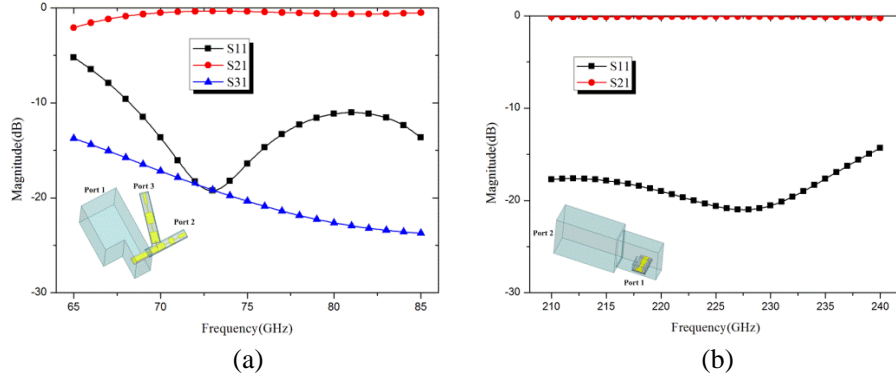 0
-10
-20
-30
Magnitude(dB)
S11
S21
S31
Port 1
Port 3
Port 2
65
70
75
80
85
Frequency(GHz)
(a)
0
-10
-20
-30
Magnitude(dB)
S11
S21
Port 2
Port 1
210
215
220
225
230
235
240
Frequency(GHz)
(b)